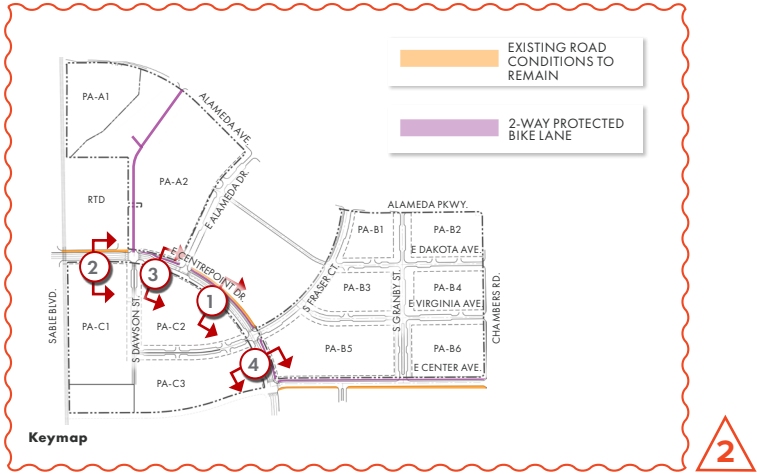 EXISTING ROAD
CONDITIONS TO
REMAIN
2-WAY PROTECTED
BIKE LANE
PA-A1
ALAMEDA AVE.
PA-A2
RTD
E ALAMEDA DR.
ALAMEDA PKWY.
PA-B1
PA-B2
E DAKOTA AVE.
E CENTREPOINT DR.
2
3
1
4
S FRASER CT.
PA-B3
S GRANBY ST.
PA-B4
E VIRGINIA AVE.
CHAMBERS RD.
SABLE BLVD.
PA-C1
S DAWSON ST.
PA-C2
PA-B5
PA-B6
E CENTER AVE.
PA-C3
Keymap
2